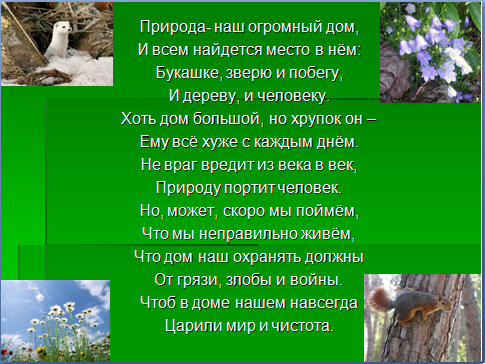 Природа- наш огромный дом,
И всем найдется место в нём:
Букашке, зверю и побегу,
И дереву, и человеку.
Хоть дом большой, но хрупок он –
Ему всё хуже с каждым днём.
Не враг вредит из века в век,
Природу портит человек.
Но, может, скоро мы поймём,
Что мы неправильно живём,
Что дом наш охранять должны
От грязи, злобы и войны.
Чтоб в доме нашем навсегда
Царили мир и чистота.